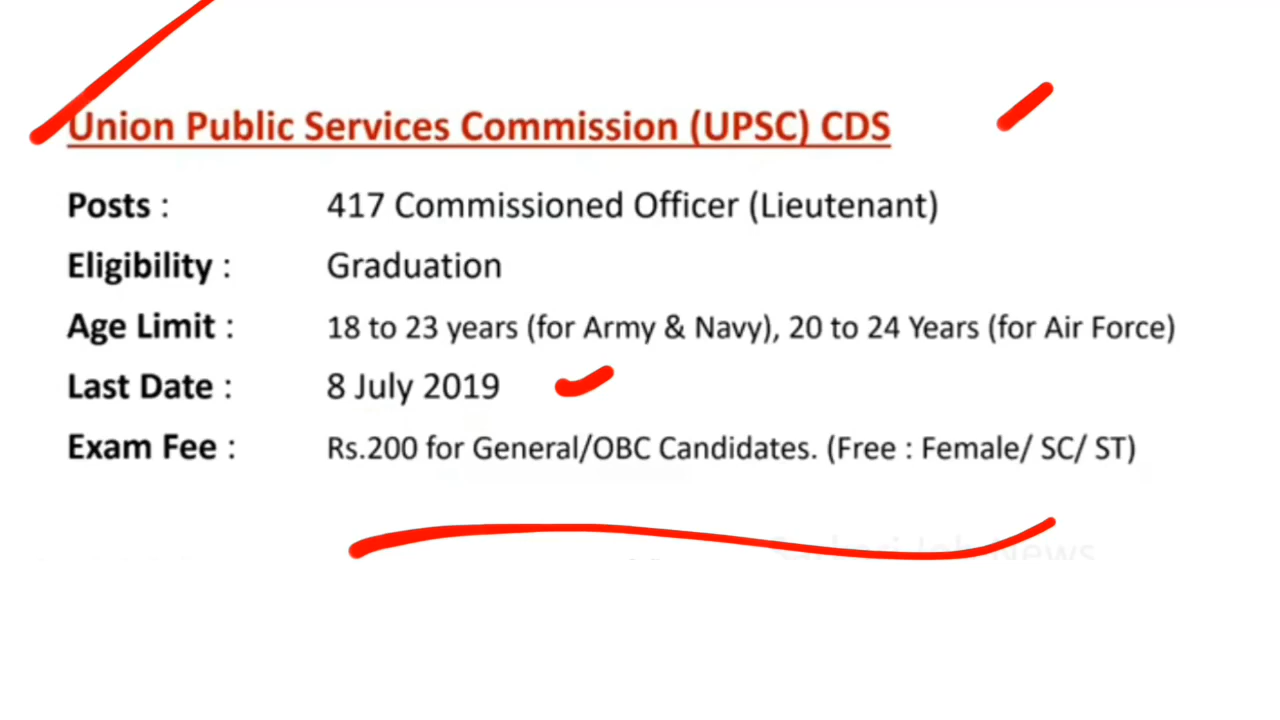 Union Public Services Commission (UPSC) CDS
Posts : 417 Commissioned Officer (Lieutenant)
Eligibility : Graduation
Age Limit : 18 to 23 years (for Army & Navy), 20 to 24 Years (for Air Force)
Last Date : 8 July 2019
Exam Fee : Rs.200 for General/OBC Candidates. (Free : Female/ SC/ ST)
News